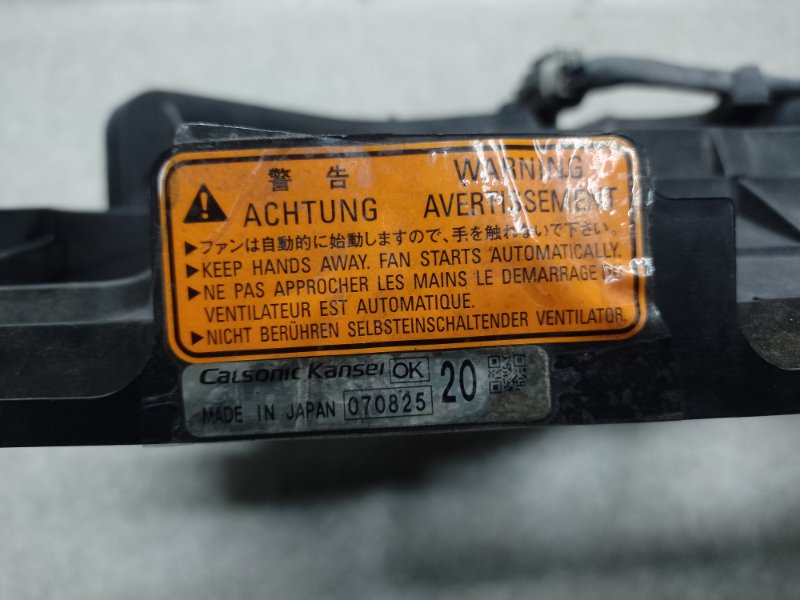 警告 WARNING
ACHTUNG AVERTISSEMENT
▶ファンは自動的に始動しますので、手を触れないで下さい。
▶KEEP HANDS AWAY. FAN STARTS AUTOMATICALLY.
▶NE PAS APPROCHER LES MAINS LE DEMARRAGE DU
VENTILATEUR EST AUTOMATIQUE.
▶NICHT BERÜHREN SELBSTEINSCHALTENDER VENTILATOR.
Calsonic Kansei OK 20
MADE IN JAPAN 070825